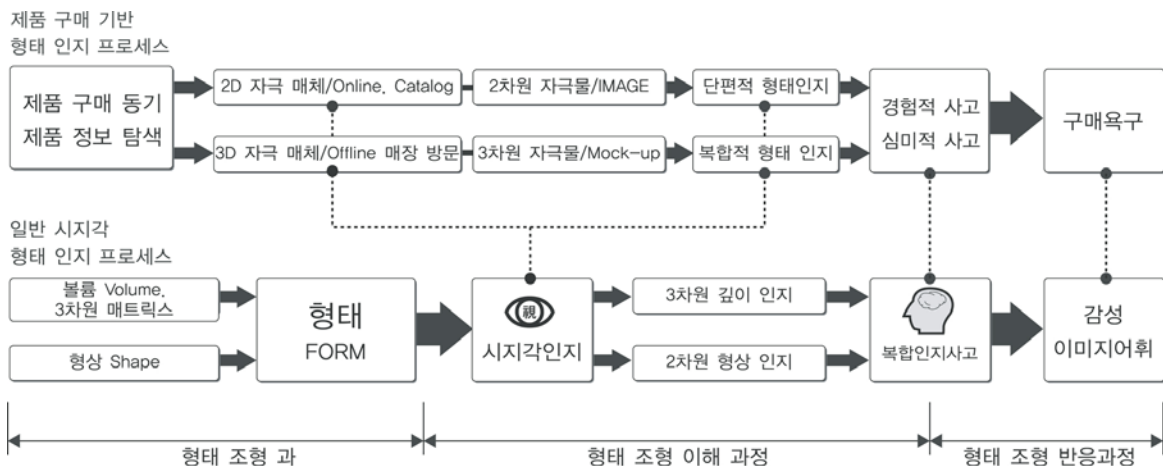 제품 구매 기반
형태 인지 프로세스
제품 구매 동기
제품 정보 탐색
2D 자극 매체/Online, Catalog
2차원 자극물/IMAGE
단편적 형태인지
3D 자극 매체/Offline 매장 방문
3차원 자극물/Mock-up
복합적 형태 인지
경험적 사고
심미적 사고
구매욕구
일반 시지각
형태 인지 프로세스
볼륨 Volume,
3차원 매트릭스
형상 Shape
형태
FORM
視
시지각인지
3차원 깊이 인지
2차원 형상 인지
복합인지사고
감성
이미지어휘
형태 조형 과
형태 조형 이해 과정
형태 조형 반응과정